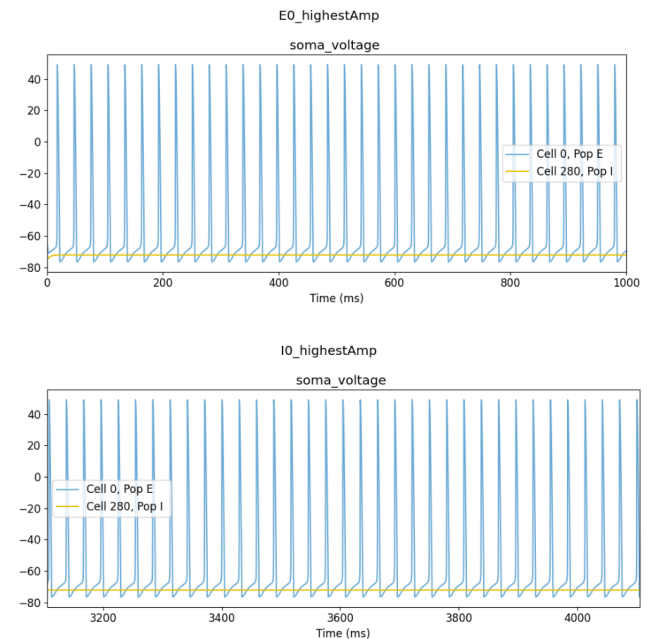 E0_highestAmp
soma_voltage
40
20
0
−20
−40
−60
−80
Cell 0, Pop E
Cell 280, Pop I
0
200
400
600
800
1000
Time (ms)
I0_highestAmp
soma_voltage
40
20
0
−20
−40
−60
−80
Cell 0, Pop E
Cell 280, Pop I
3200
3400
3600
3800
4000
Time (ms)